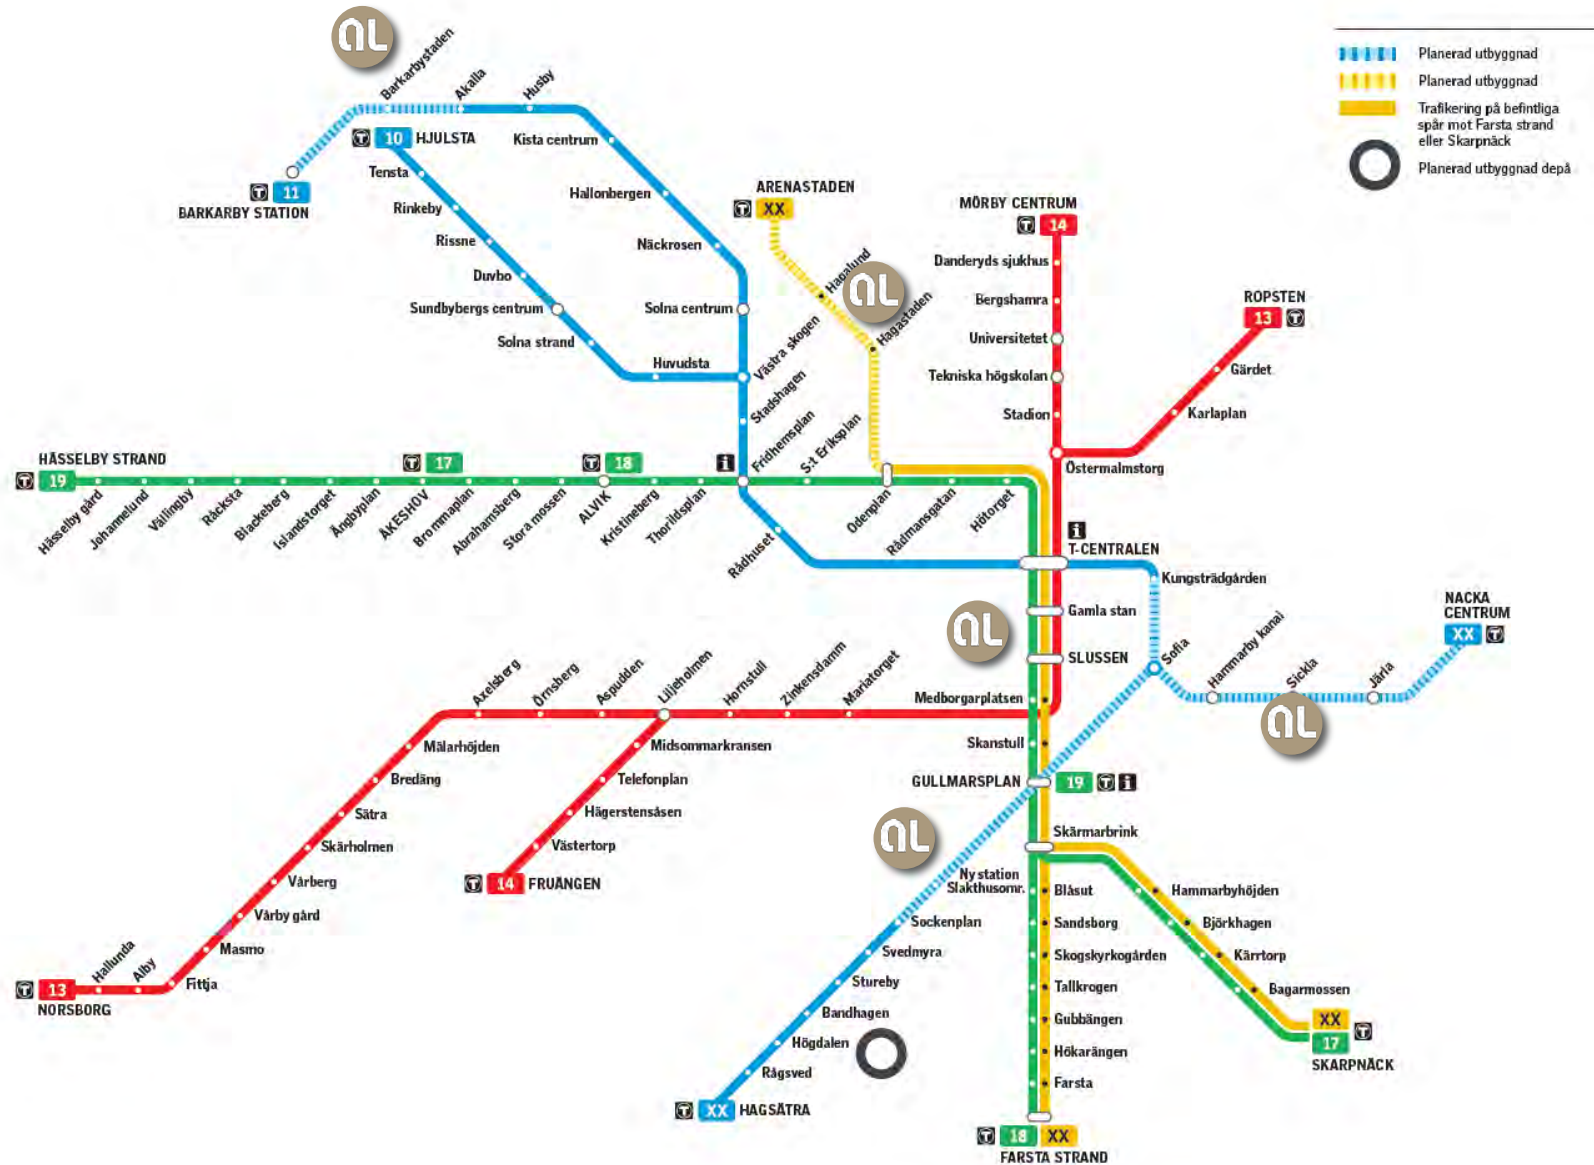 Planerad utbyggnad
Planerad utbyggnad
Trafikering på befintliga
spår mot Farsta strand
eller Skarpnäck
Planerad utbyggnad depå
aL
Barkarbystaden
Akalla
Husby
T 10 HJULSTA
Kista centrum
Tensta
T 11
BARKARBY STATION
Hallonbergen
Rinkeby
Rissne
Näckrosen
Duvbo
Sundbybergs centrum
Solna centrum
Solna strand
Huvudsta
Västra skogen
Stadshagen
Fridhemsplan
S:t Eriksplan
ARENASTADEN
T XX
Hagalund
aL
Hagastaden
MÖRBY CENTRUM
T 14
Danderyds sjukhus
Bergshamra
Universitetet
Tekniska högskolan
Stadion
ROPSTEN
13 T
Gärdet
Karlaplan
Östermalmstorg
HÄSSELBY STRAND
T 19
T 17
T 18
i
Hässelby gård
Johannelund
Vällingby
Råcksta
Blackeberg
Islandstorget
Ängbyplan
ÅKESHOV
Brommaplan
Abrahamsberg
Stora mossen
ALVIK
Kristineberg
Thorildsplan
Rådhuset
Odenplan
Rådmansgatan
Hötorget
i
T-CENTRALEN
Kungsträdgården
Gamla stan
aL
SLUSSEN
Sofia
Hammarby kanal
Sickla
Järla
NACKA
CENTRUM
XX T
aL
Axelsberg
Örnsberg
Aspudden
Liljeholmen
Hornstull
Zinkensdamm
Mariatorget
Medborgarplatsen
Skanstull
GULLMARSPLAN
19 T i
Mälarhöjden
Bredäng
Sätra
Skärholmen
Vårberg
Vårby gård
Masmo
Fittja
Alby
Hallunda
T 13
NORSBORG
Midsommarkransen
Telefonplan
Hägerstensåsen
Västertorp
T 14 FRUÄNGEN
aL
Skärmarbrink
Ny station
Slakthusomr.
Sockenplan
Svedmyra
Stureby
Bandhagen
Högdalen
Rågsved
T XX HAGSÄTRA
Blåsut
Sandsborg
Skogskyrkogården
Tallkrogen
Gubbängen
Hökarängen
Farsta
T 18 XX
FARSTA STRAND
Hammarbyhöjden
Björkhagen
Kärrtorp
Bagarmossen
XX T
17
SKARPNÄCK